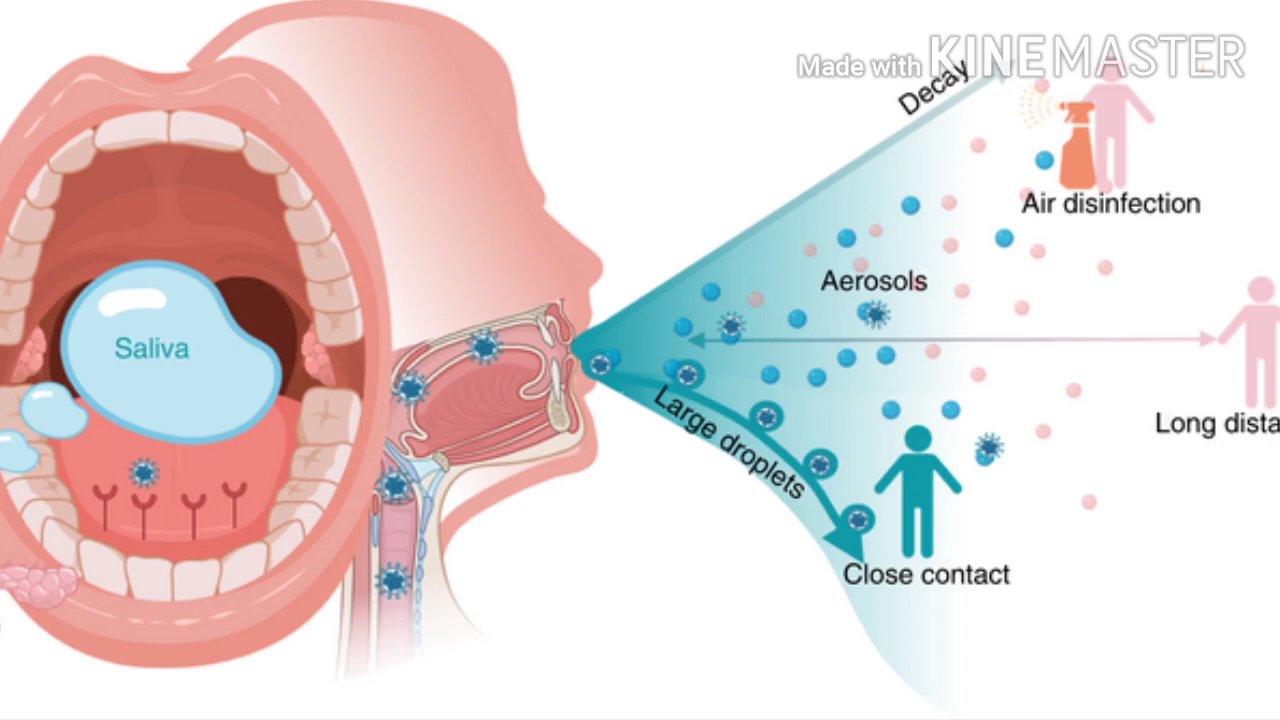 Made with KINEMASTER
Decay
Air disinfection
Aerosols
Saliva
Large droplets
Long dista
Close contact